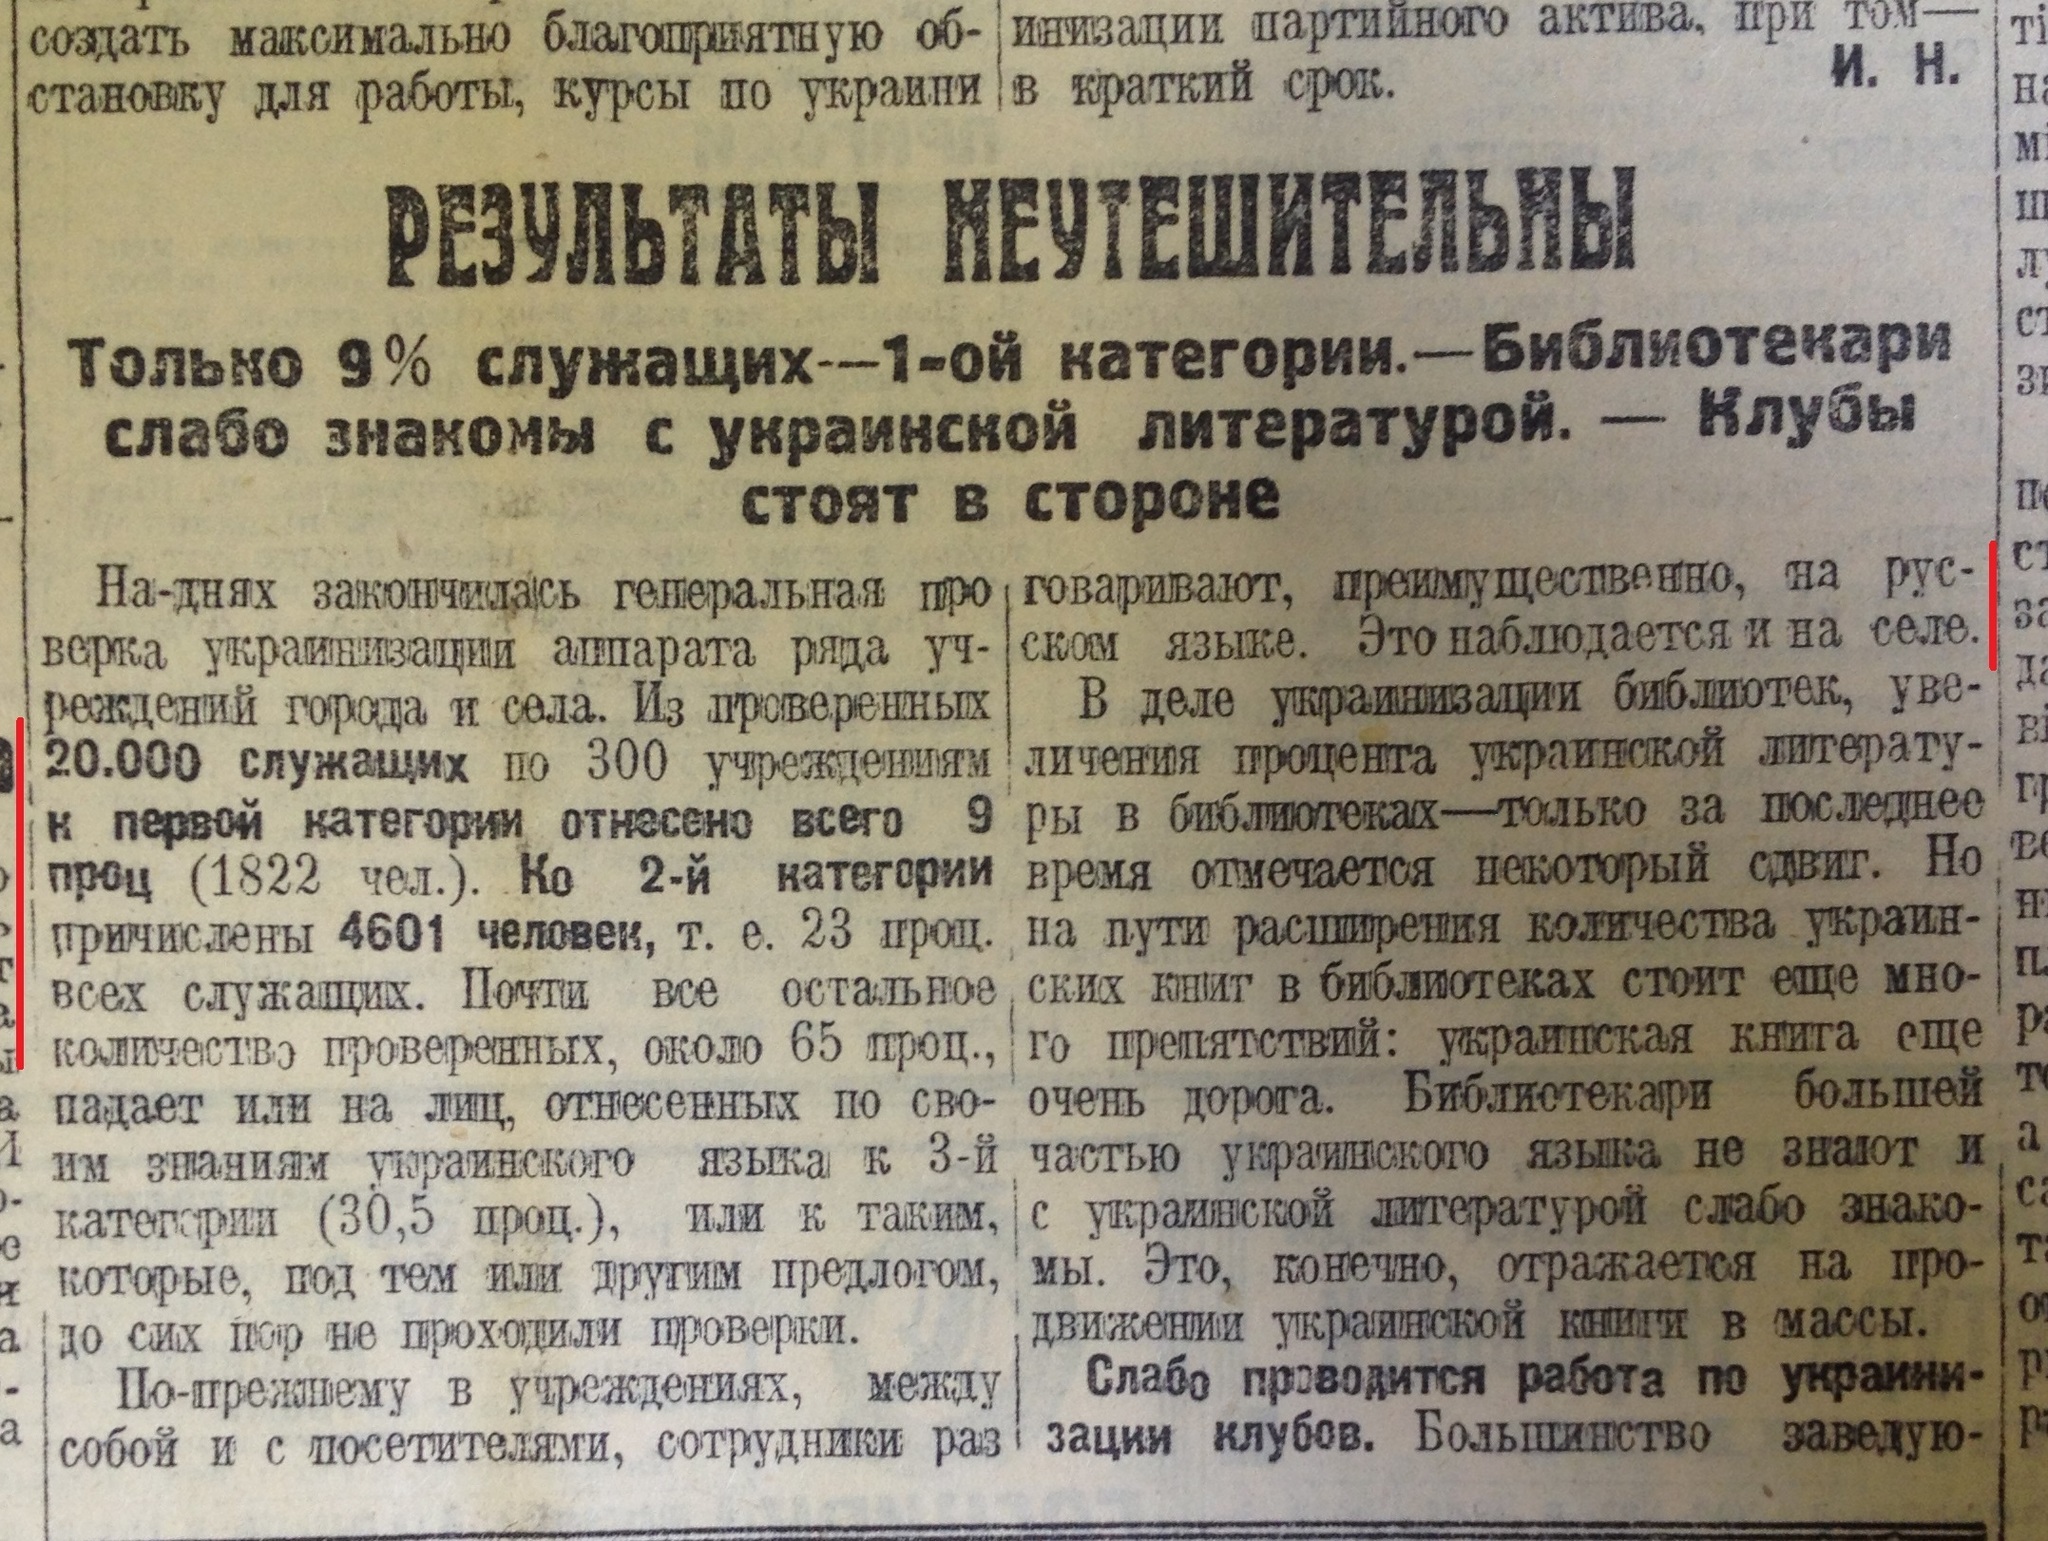 создать максимально благоприятную об-
становку для работы, курсы по украини
инизации партийного актива, при том—
в краткий срок.
И. Н.
РЕЗУЛЬТАТЫ НЕУТЕШИТЕЛЬНЫ
Только 9% служащих—1-ой категории.—Библиотекари
слабо знакомы с украинской литературой. — Клубы
стоят в стороне
На-днях закончилась генеральная про
верка украинизации аппарата ряда уч-
реждений города и села. Из проверенных
20.000 служащих по 300 учреждениям
к первой категории отнесено всего 9
проц (1822 чел.). Ко 2-й категории
причислены 4601 человек, т. е. 23 проц.
всех служащих. Почти все остальное
количество проверенных, около 65 проц.,
падает или на лиц, отнесенных по сво-
им знаниям украинского языка к 3-й
категории (30,5 проц.), или к таким,
которые, под тем или другим предлогом,
до сих пор не проходили проверки.
По-прежнему в учреждениях, между
собой и с посетителями, сотрудники раз
говаривают, преимущественно, на рус-
ском языке. Это наблюдается и на селе.
В деле украинизации библиотек, уве-
личения процента украинской литерату-
ры в библиотеках—только за последнее
время отмечается некоторый сдвиг. Но
на пути расширения количества украин-
ских книг в библиотеках стоит еще мно-
го препятствий: украинская книга еще
очень дорога. Библиотекари большей
частью украинского языка не знают и
с украинской литературой слабо знако-
мы. Это, конечно, отражается на про-
движении украинской книги в массы.
Слабо проводится работа по украини-
зации клубов. Большинство заведую-